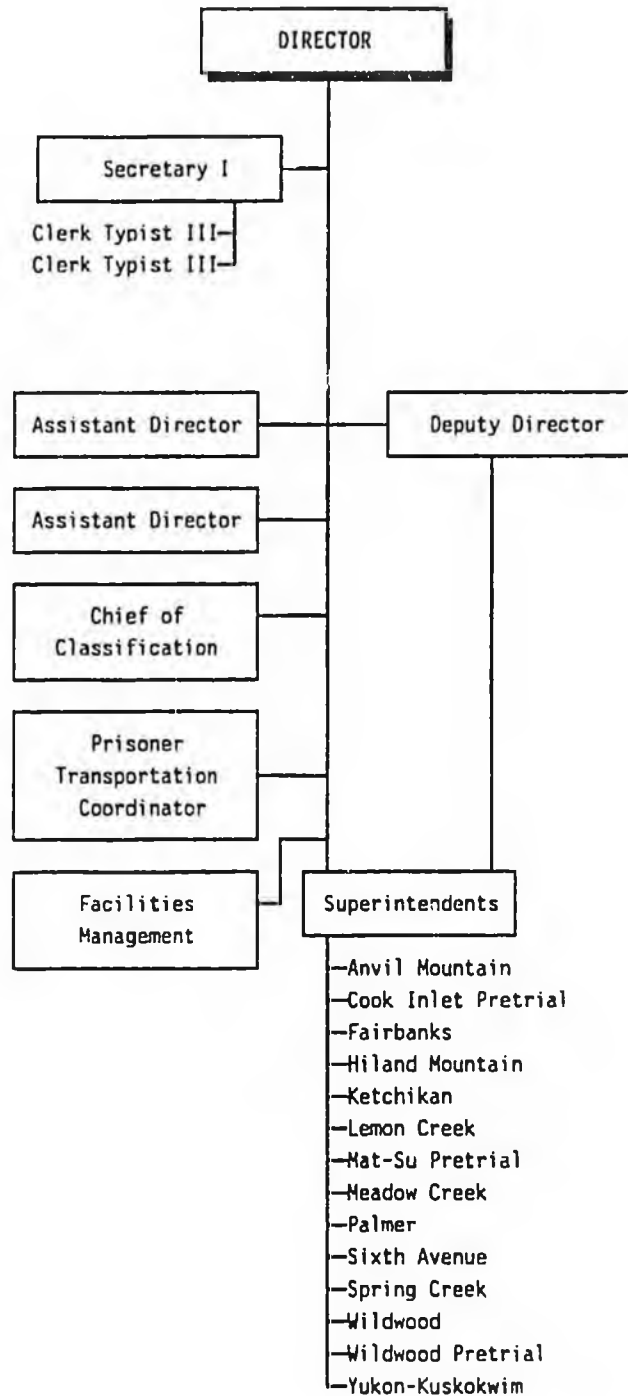 DIRECTOR
Secretary I
Clerk Typist III
Clerk Typist III
Assistant Director
Deputy Director
Assistant Director
Chief of
Classification
Prisoner
Transportation
Coordinator
Facilities
Management
Superintendents
Anvil Mountain
Cook Inlet Pretrial
Fairbanks
Hiland Mountain
Ketchikan
Lemon Creek
Mat-Su Pretrial
Meadow Creek
Palmer
Sixth Avenue
Spring Creek
Wildwood
Wildwood Pretrial
Yukon-Kuskokwim